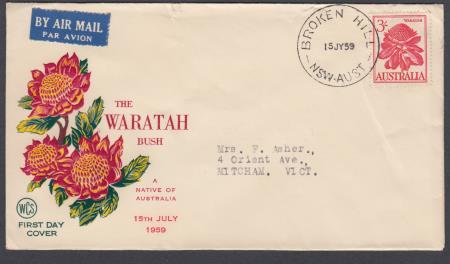 BY AIR MAIL
PAR AVION
BROKEN HILL
15JY59
NSW-AUST
3/-
WARATAH
AUSTRALIA
THE
WARATAH
BUSH
A
NATIVE OF
AUSTRALIA
15TH JULY
1959
WCS
FIRST DAY
COVER
Mrs. F. Asher.,
4 Orient Ave.,
MITCHAM. VICT.